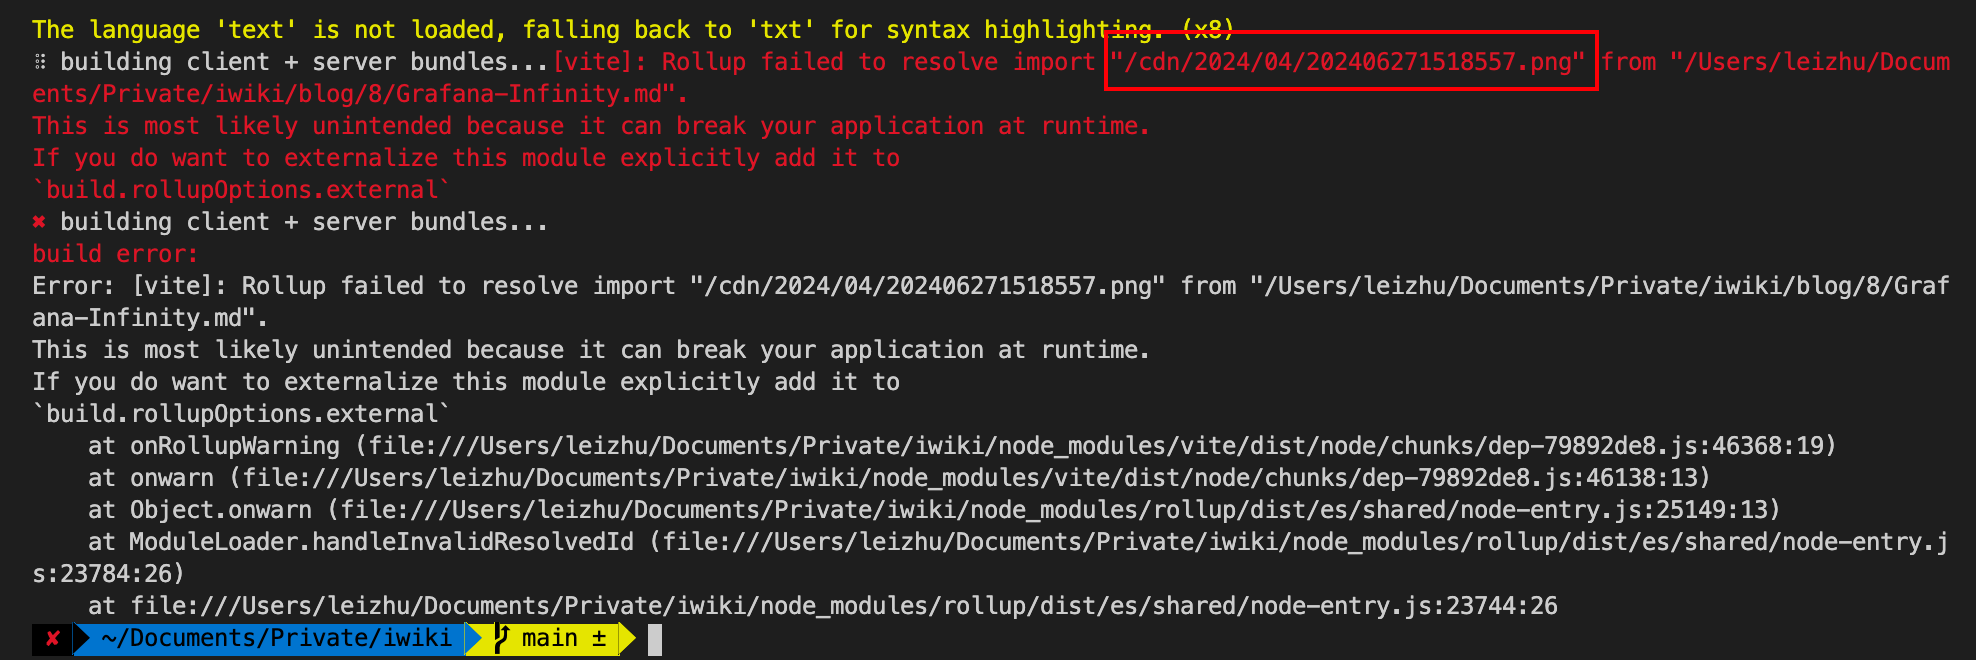 The language 'text' is not loaded, falling back to 'txt' for syntax highlighting. (x8)
⠿ building client + server bundles...[vite]: Rollup failed to resolve import "/cdn/2024/04/202406271518557.png" from "/Users/leizhu/Docum
ents/Private/iwiki/blog/8/Grafana-Infinity.md".
This is most likely unintended because it can break your application at runtime.
If you do want to externalize this module explicitly add it to
`build.rollupOptions.external`
✖ building client + server bundles...
build error:
Error: [vite]: Rollup failed to resolve import "/cdn/2024/04/202406271518557.png" from "/Users/leizhu/Documents/Private/iwiki/blog/8/Graf
ana-Infinity.md".
This is most likely unintended because it can break your application at runtime.
If you do want to externalize this module explicitly add it to
`build.rollupOptions.external`
    at onRollupWarning (file:///Users/leizhu/Documents/Private/iwiki/node_modules/vite/dist/node/chunks/dep-79892de8.js:46368:19)
    at onwarn (file:///Users/leizhu/Documents/Private/iwiki/node_modules/vite/dist/node/chunks/dep-79892de8.js:46138:13)
    at Object.onwarn (file:///Users/leizhu/Documents/Private/iwiki/node_modules/rollup/dist/es/shared/node-entry.js:25149:13)
    at ModuleLoader.handleInvalidResolvedId (file:///Users/leizhu/Documents/Private/iwiki/node_modules/rollup/dist/es/shared/node-entry.j
s:23784:26)
    at file:///Users/leizhu/Documents/Private/iwiki/node_modules/rollup/dist/es/shared/node-entry.js:23744:26
✘ ~/Documents/Private/iwiki main ±